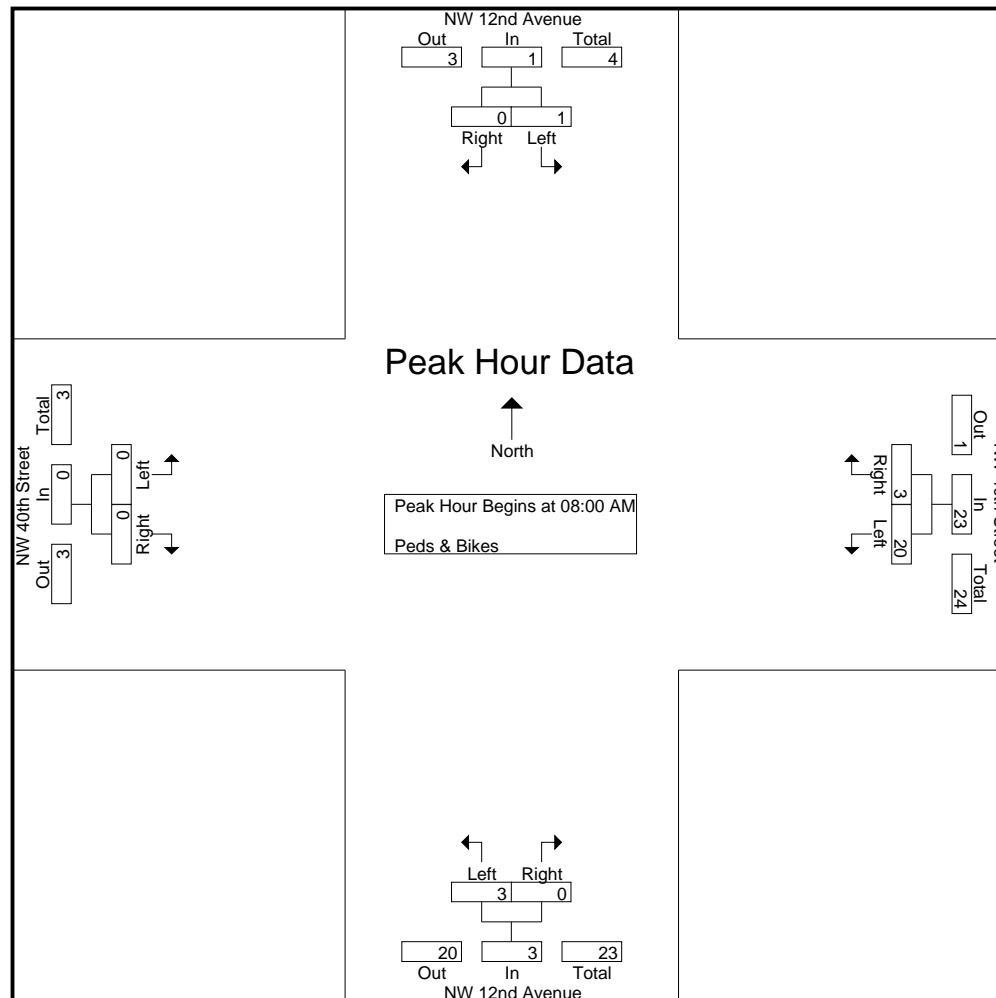 NW 12nd Avenue
Out In Total
3 1 4
0 1
Right Left
Peak Hour Data
North
Peak Hour Begins at 08:00 AM
Peds & Bikes
NW 40th Street
Out In Total
3 0 3
Right Left
0 0
Out In Total
1 23 24
Right Left
3 20
Street
Left Right
3 0
20 3 23
Out In Total
NW 12nd Avenue